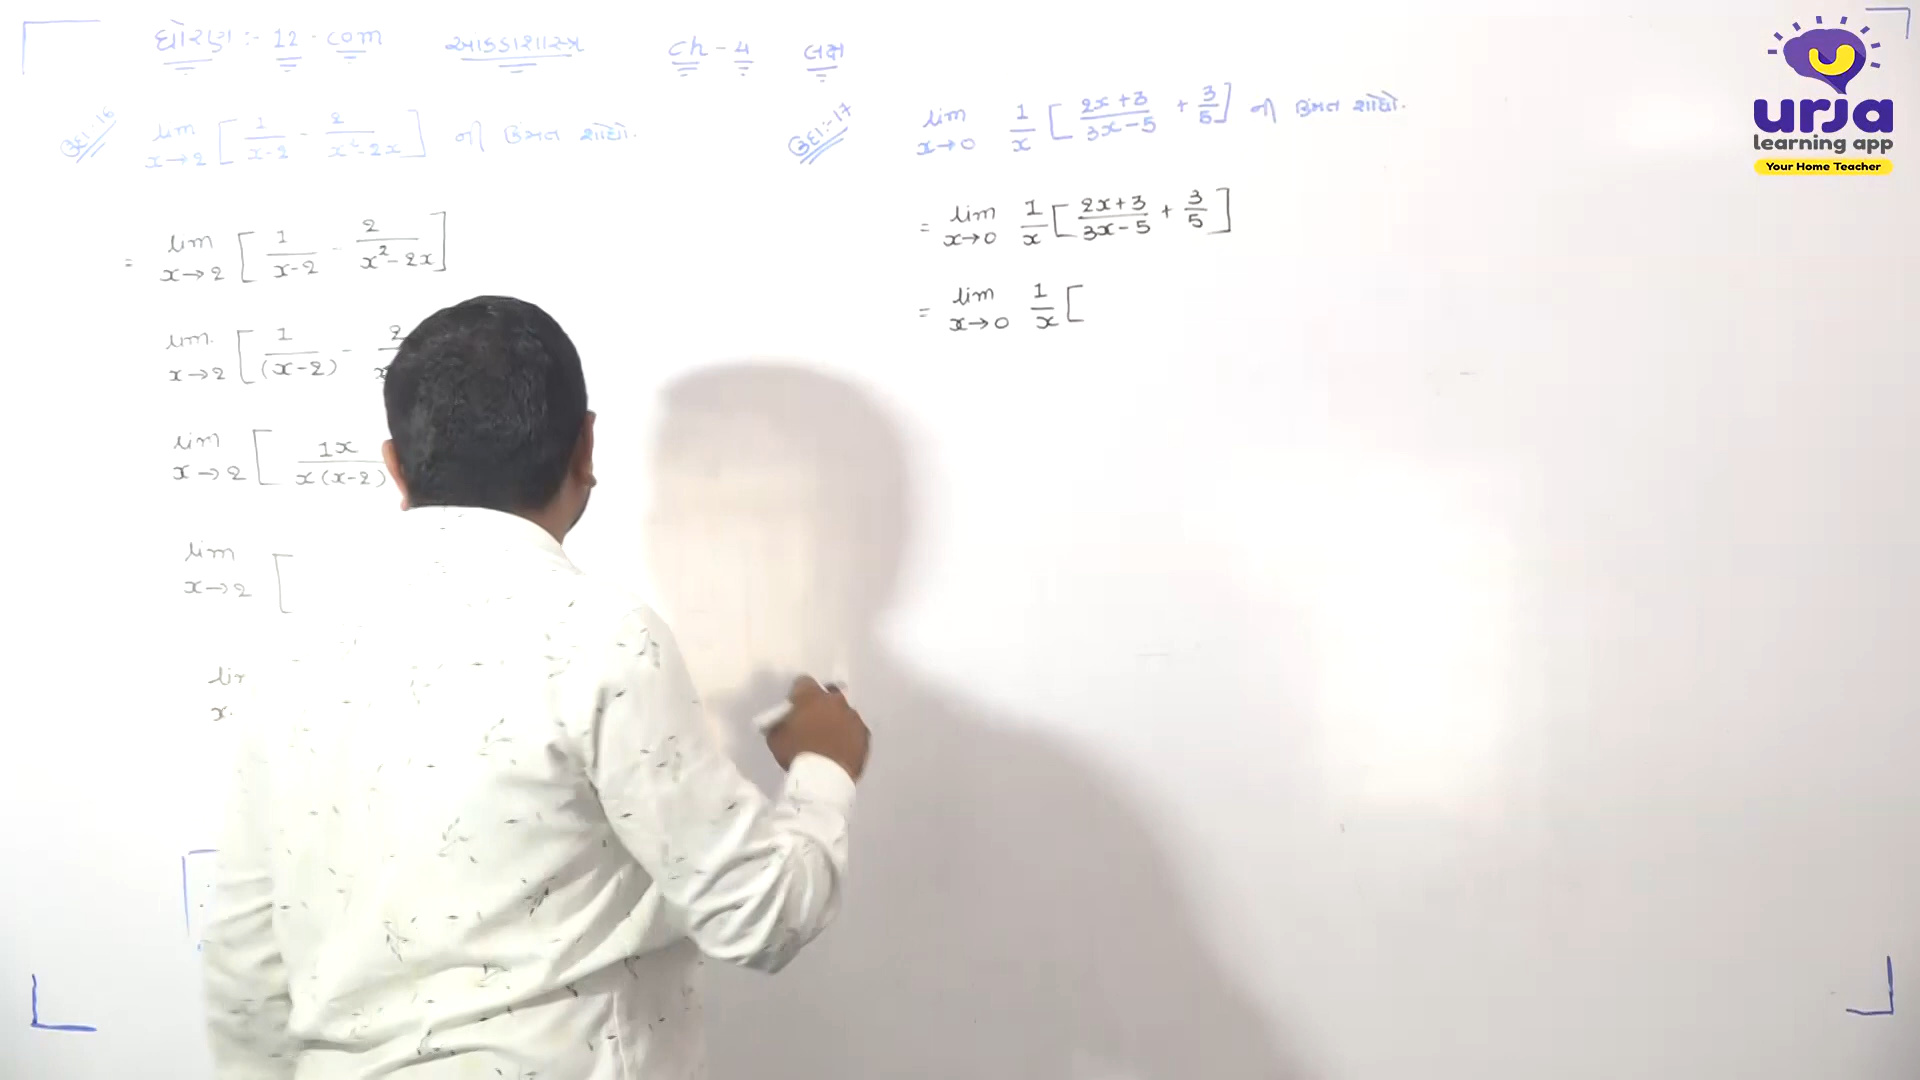 ધોરણ :- 12 - com આંકડાશાસ્ત્ર ch - 4 લક્ષ
ઉદા:-16 lim x→2 [ 1/(x-2) - 2/(x²-2x) ] ની કિંમત શોધો.
= lim x→2 [ 1/(x-2) - 2/(x²-2x) ]
lim x→2 [ 1/(x-2) - 2/
lim x→2 [ 1x/x(x-2)
lim x→2 [
ઉદા:-17 lim x→0 1/x [ (2x+3)/(3x-5) + 3/5 ] ની કિંમત શોધો.
= lim x→0 1/x [ (2x+3)/(3x-5) + 3/5 ]
= lim x→0 1/x [
urja
learning app
Your Home Teacher